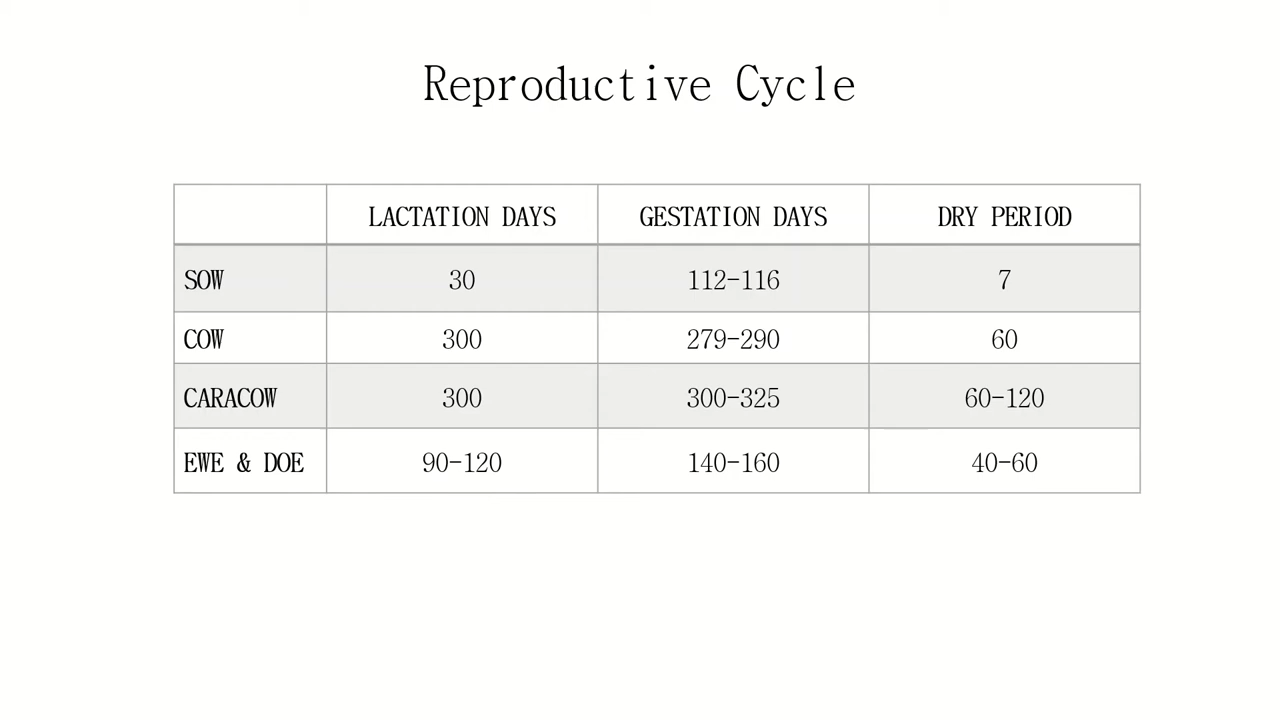 Reproductive Cycle
LACTATION DAYS GESTATION DAYS DRY PERIOD
SOW 30 112-116 7
COW 300 279-290 60
CARACOW 300 300-325 60-120
EWE & DOE 90-120 140-160 40-60